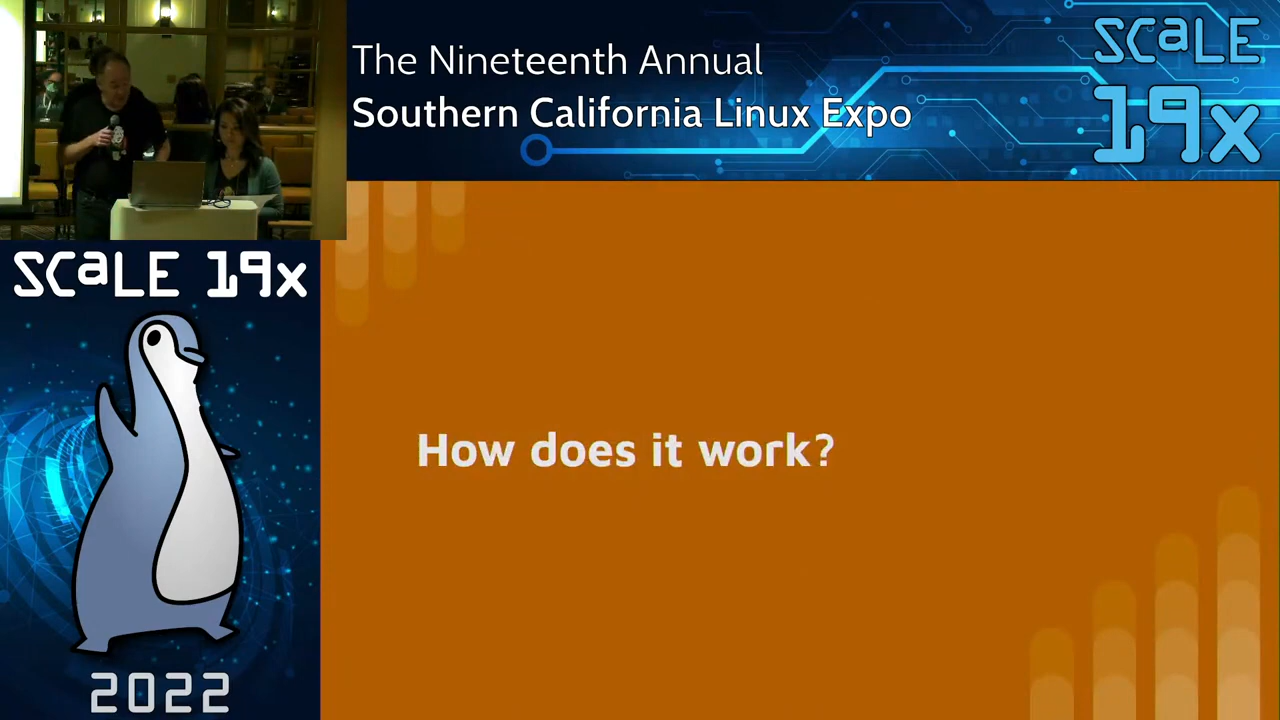 The Nineteenth Annual
Southern California Linux Expo
SCaLE
19x
SCaLE 19x
How does it work?
2022